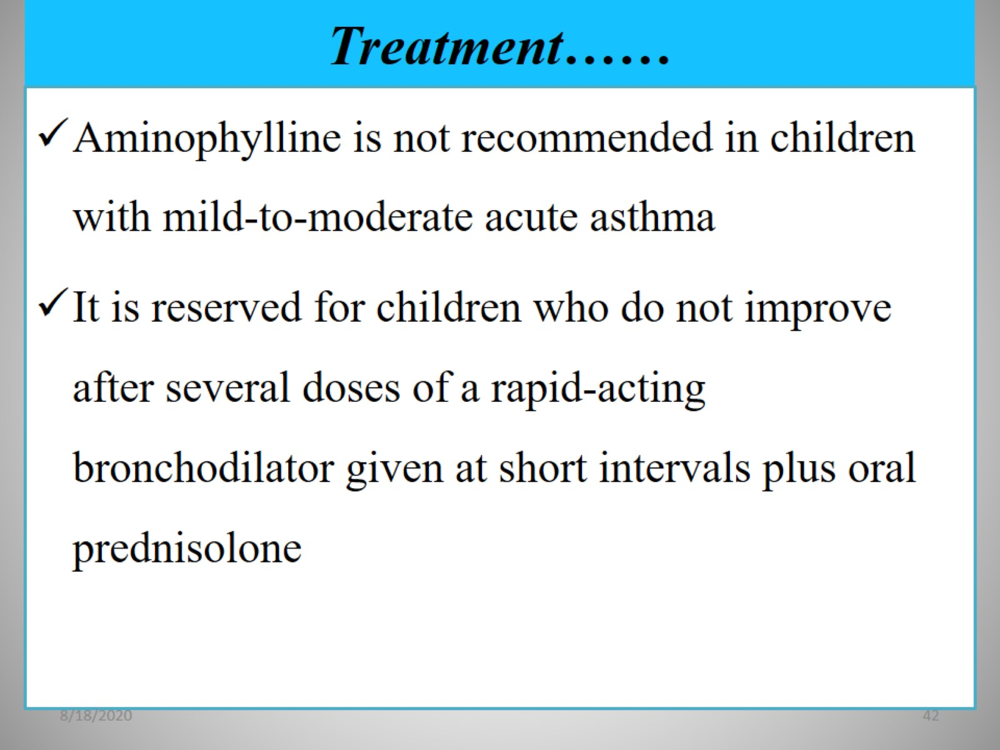 Treatment……
✓Aminophylline is not recommended in children
with mild-to-moderate acute asthma
✓It is reserved for children who do not improve
after several doses of a rapid-acting
bronchodilator given at short intervals plus oral
prednisolone
8/18/2020
42